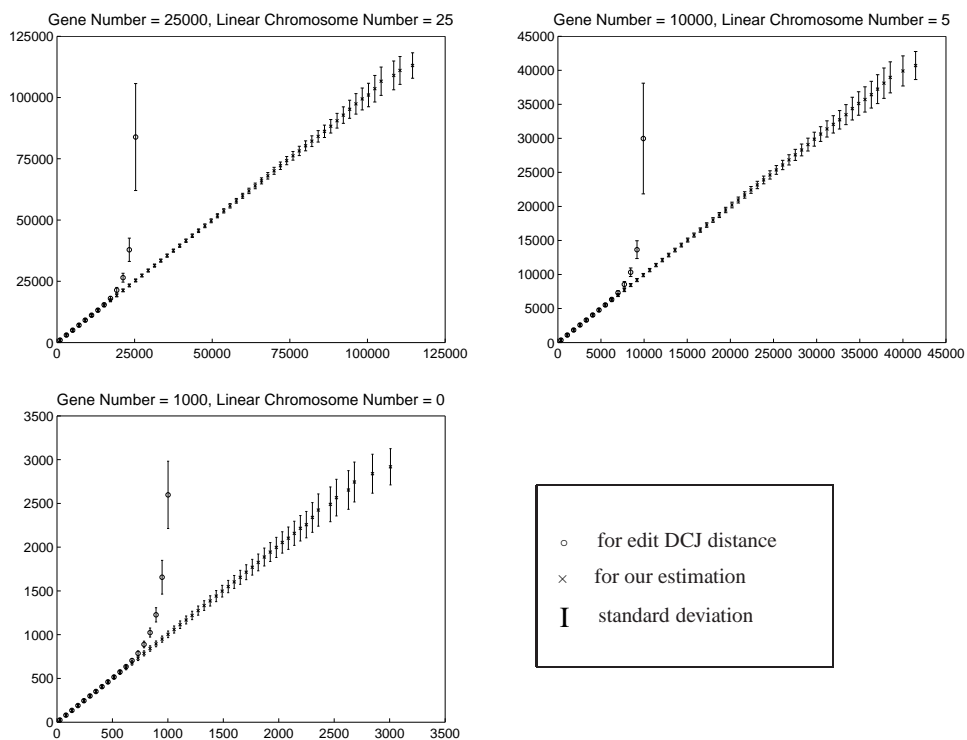 Gene Number = 25000, Linear Chromosome Number = 25
125000
100000
75000
50000
25000
0
0 25000 50000 75000 100000 125000
Gene Number = 10000, Linear Chromosome Number = 5
45000
40000
35000
30000
25000
20000
15000
10000
5000
0
0 5000 10000 15000 20000 25000 30000 35000 40000 45000
Gene Number = 1000, Linear Chromosome Number = 0
3500
3000
2500
2000
1500
1000
500
0
0 500 1000 1500 2000 2500 3000 3500
for edit DCJ distance
for our estimation
standard deviation